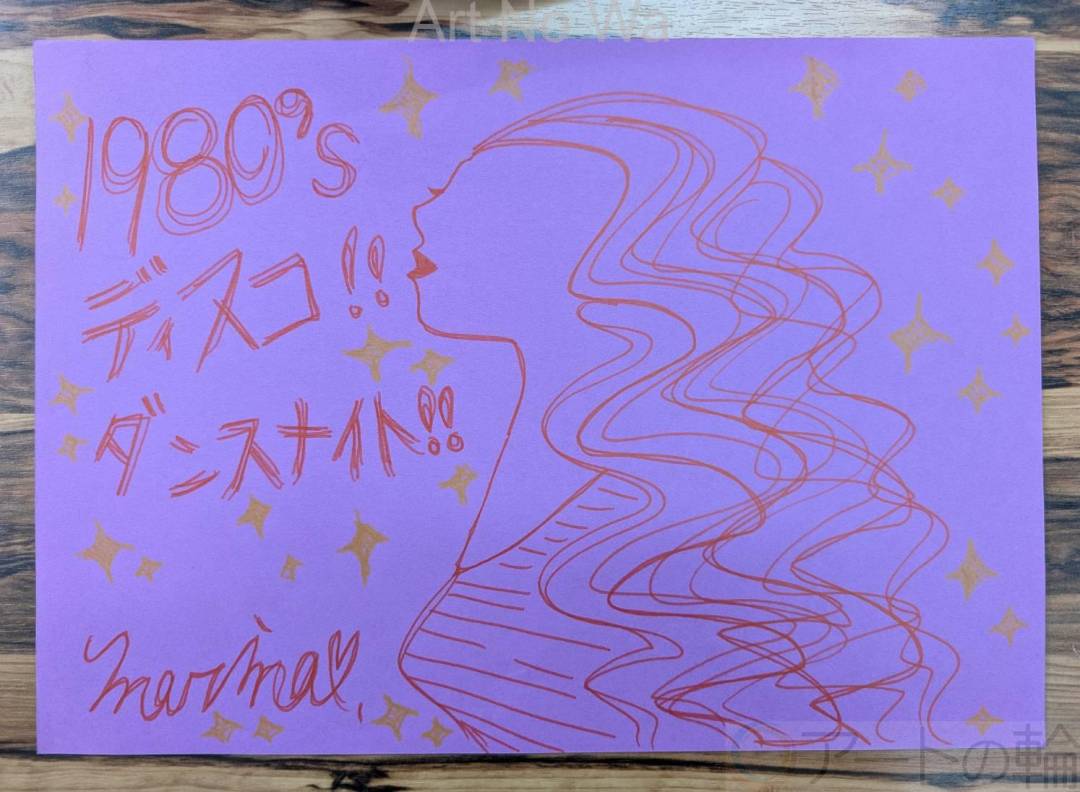 Art No Wa
1980's
ディスコ!!
ダンスナイト!!
marina
アートの輪